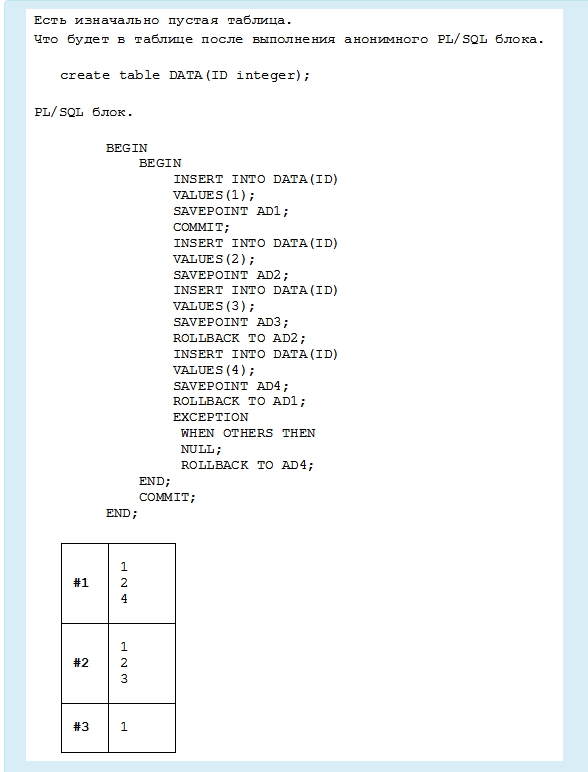 Есть изначально пустая таблица.
Что будет в таблице после выполнения анонимного PL/SQL блока.
create table DATA(ID integer);
PL/SQL блок.
BEGIN
BEGIN
INSERT INTO DATA(ID)
VALUES(1);
SAVEPOINT AD1;
COMMIT;
INSERT INTO DATA(ID)
VALUES(2);
SAVEPOINT AD2;
INSERT INTO DATA(ID)
VALUES(3);
SAVEPOINT AD3;
ROLLBACK TO AD2;
INSERT INTO DATA(ID)
VALUES(4);
SAVEPOINT AD4;
ROLLBACK TO AD1;
EXCEPTION
WHEN OTHERS THEN
NULL;
ROLLBACK TO AD4;
END;
COMMIT;
END;
#1
1
2
4
#2
1
2
3
#3
1